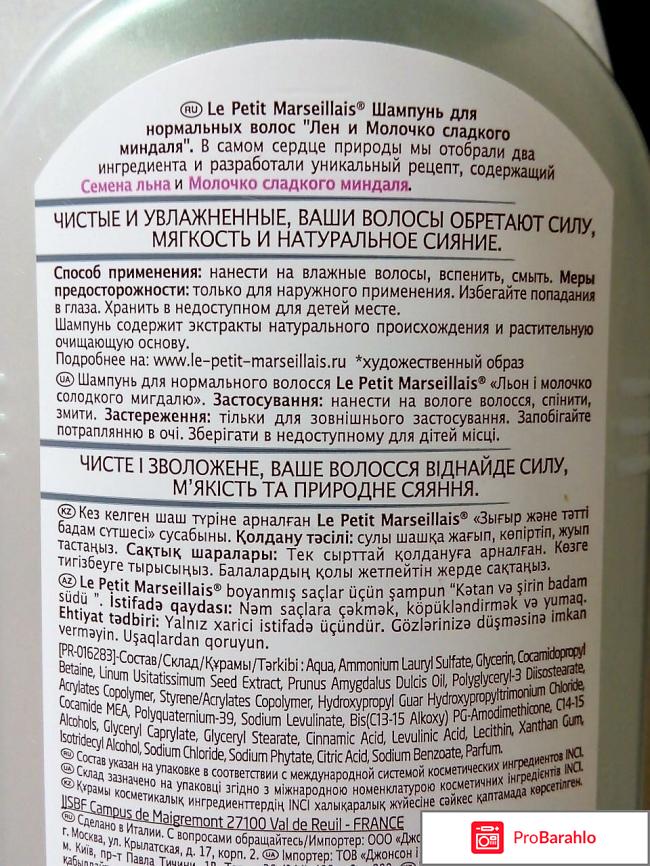 RU Le Petit Marseillais® Шампунь для
нормальных волос "Лен и Молочко сладкого
миндаля". В самом сердце природы мы отобрали два
ингредиента и разработали уникальный рецепт, содержащий
Семена льна и Молочко сладкого миндаля.
ЧИСТЫЕ И УВЛАЖНЕННЫЕ, ВАШИ ВОЛОСЫ ОБРЕТАЮТ СИЛУ,
МЯГКОСТЬ И НАТУРАЛЬНОЕ СИЯНИЕ.
Способ применения: нанести на влажные волосы, вспенить, смыть. Меры
предосторожности: только для наружного применения. Избегайте попадания
в глаза. Хранить в недоступном для детей месте.
Шампунь содержит экстракты натурального происхождения и растительную
очищающую основу.
Подробнее на: www.le-petit-marseillais.ru *художественный образ
UA Шампунь для нормального волосся Le Petit Marseillais® «Льон і молочко
солодкого мигдалю». Застосування: нанести на вологе волосся, спінити,
змити. Застереження: тільки для зовнішнього застосування. Запобігайте
потраплянню в очі. Зберігати в недоступному для дітей місці.
ЧИСТЕ І ЗВОЛОЖЕНЕ, ВАШЕ ВОЛОССЯ ВІДНАЙДЕ СИЛУ,
М'ЯКІСТЬ ТА ПРИРОДНЕ СЯЯННЯ.
KZ Кез келген шаш түріне арналған Le Petit Marseillais® «Зығыр және тәтті
бадам сүтшесі» сусабыны. Қолдану тәсілі: сулы шашқа жағып, көпіртіп, жуып
тастаңыз. Сақтық шаралары: Тек сырттай қолдануға арналған. Көзге
тигізбеуге тырысыңыз. Балалардың қолы жетпейтін жерде сақтаңыз.
AZ Le Petit Marseillais® boyanmış saçlar üçün şampun "Kətan və şirin badam
südü ". İstifadə qaydası: Nəm saçlara çəkmək, köpükləndirmək və yumaq.
Ehtiyat tədbiri: Yalnız xarici istifadə üçündür. Gözlərinizə düşməsinə imkan
verməyin. Uşaqlardan qoruyun.
[PR-016283]-Состав/Склад/Құрамы/Tərkibi : Aqua, Ammonium Lauryl Sulfate, Glycerin, Cocamidopropyl
Betaine, Linum Usitatissimum Seed Extract, Prunus Amygdalus Dulcis Oil, Polyglyceryl-3 Diisostearate,
Acrylates Copolymer, Styrene/Acrylates Copolymer, Hydroxypropyl Guar Hydroxypropyltrimonium Chloride,
Cocamide MEA, Polyquaternium-39, Sodium Levulinate, Bis(C13-15 Alkoxy) PG-Amodimethicone, C14-15
Alcohols, Glyceryl Caprylate, Glyceryl Stearate, Cinnamic Acid, Levulinic Acid, Lecithin, Xanthan Gum,
Isotridecyl Alcohol, Sodium Chloride, Sodium Phytate, Citric Acid, Sodium Benzoate, Parfum.
RU Состав указан на упаковке в соответствии с международной системой косметических ингредиентов INCI.
UA Склад зазначено на упаковці згідно з міжнародною номенклатурою косметичних інгредієнтів INCI.
KZ Құрамы косметикалық ингредиенттердің INCI халықаралық жүйесіне сәйкес қаптамада көрсетілген.
JJSBF Campus de Maigremont 27100 Val de Reuil - FRANCE
RU Сделано в Италии. С вопросами обращайтесь/Импортер: ООО «Джо
г. Москва, ул. Крылатская, д. 17, корп. 2. UA Імпортер: ТОВ «Джонсон і
м. Київ, пр-т Павла Тичини
ProBarahlo